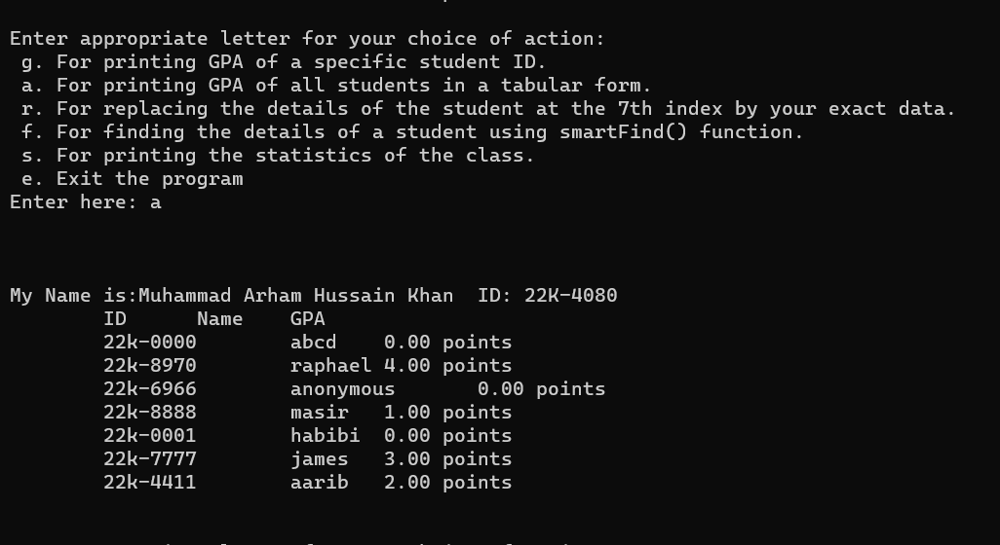 Enter appropriate letter for your choice of action:
g. For printing GPA of a specific student ID.
a. For printing GPA of all students in a tabular form.
r. For replacing the details of the student at the 7th index by your exact data.
f. For finding the details of a student using smartFind() function.
s. For printing the statistics of the class.
e. Exit the program
Enter here: a
My Name is:Muhammad Arham Hussain Khan  ID: 22K-4080
ID      Name    GPA
22k-0000        abcd    0.00 points
22k-8970        raphael 4.00 points
22k-6966        anonymous       0.00 points
22k-8888        masir   1.00 points
22k-0001        habibi  0.00 points
22k-7777        james   3.00 points
22k-4411        aarib   2.00 points